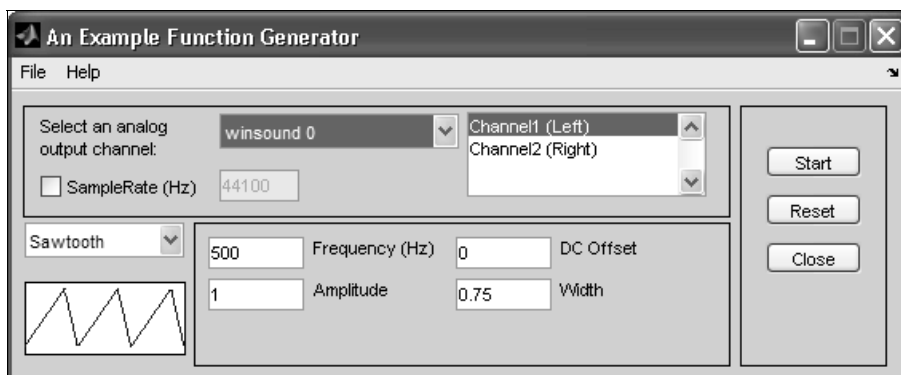 An Example Function Generator
File Help
Select an analog
output channel:
winsound 0
Channel1 (Left)
Channel2 (Right)
SampleRate (Hz)
44100
Start
Reset
Close
Sawtooth
500 Frequency (Hz) 0 DC Offset
1 Amplitude 0.75 Width